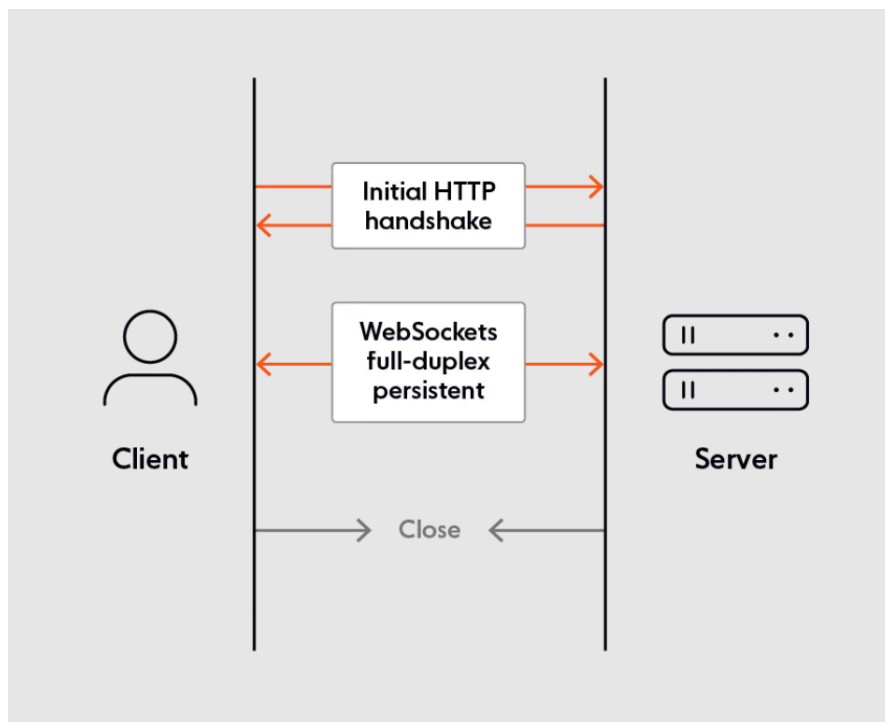 Initial HTTP
handshake
WebSockets
full-duplex
persistent
Client
Server
Close